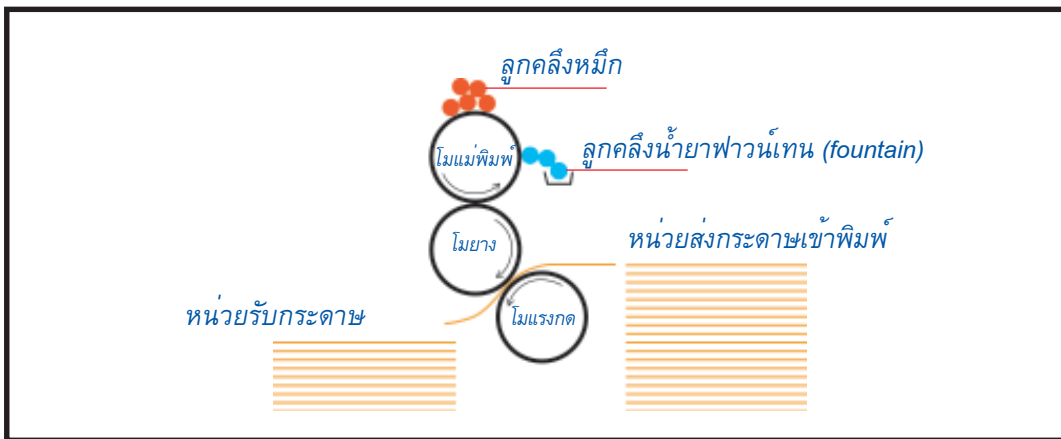 ลูกคลึงหมึก
โมแม่พิมพ์
ลูกคลึงน้ำยาฟาวน์เทน (fountain)
โมยาง
หน่วยส่งกระดาษเข้าพิมพ์
หน่วยรับกระดาษ
โมแรงกด